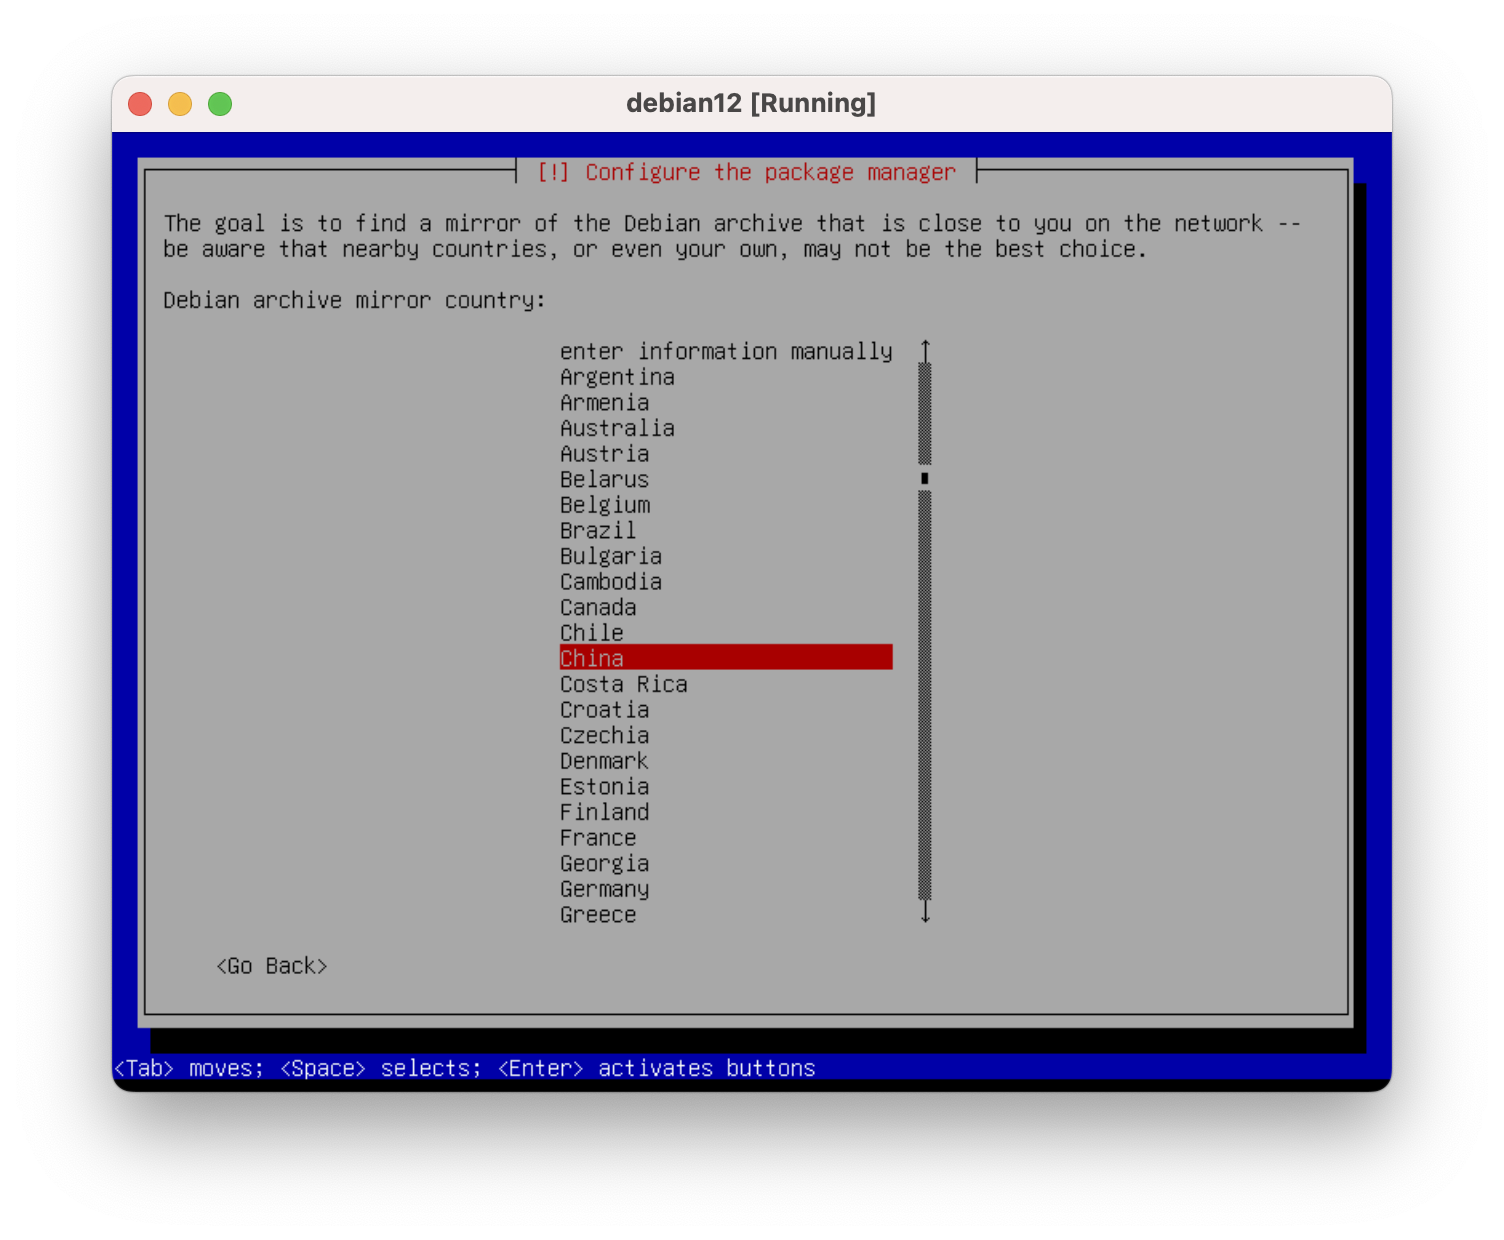 debian12 [Running]
[!] Configure the package manager
The goal is to find a mirror of the Debian archive that is close to you on the network --
be aware that nearby countries, or even your own, may not be the best choice.
Debian archive mirror country:
enter information manually
Argentina
Armenia
Australia
Austria
Belarus
Belgium
Brazil
Bulgaria
Cambodia
Canada
Chile
China
Costa Rica
Croatia
Czechia
Denmark
Estonia
Finland
France
Georgia
Germany
Greece
<Go Back>
<Tab> moves; <Space> selects; <Enter> activates buttons